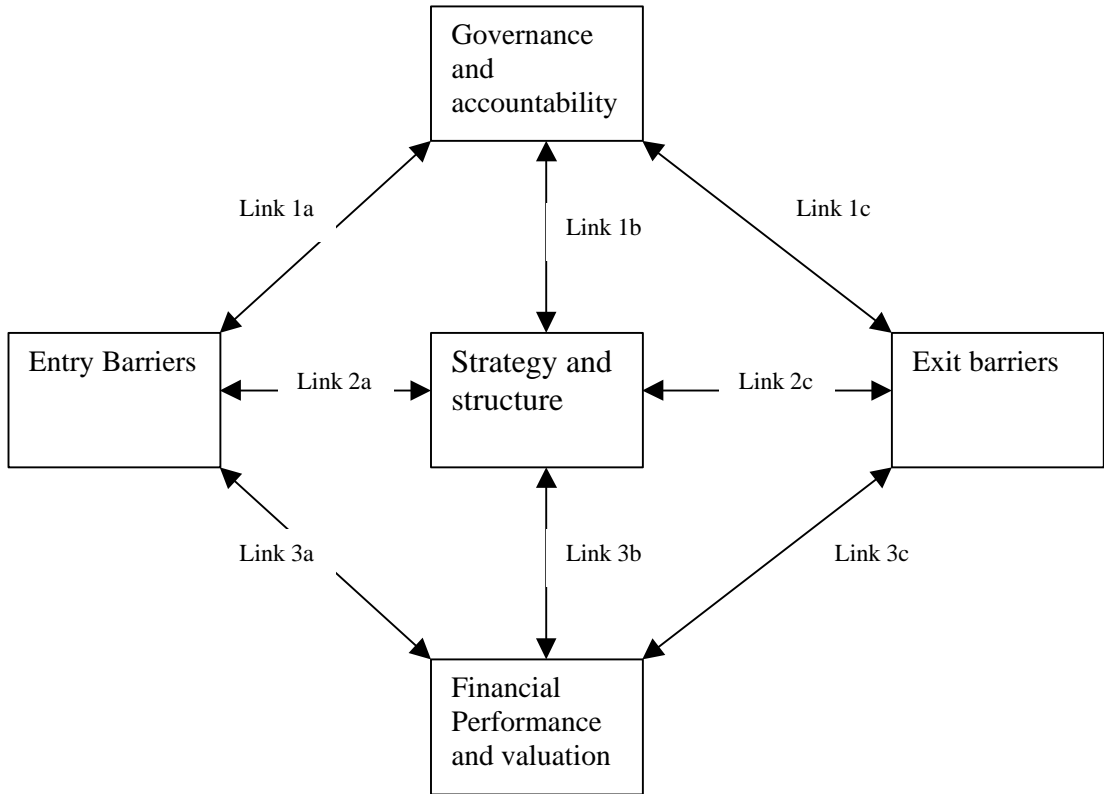 Governance
and
accountability
Link 1a
Link 1b
Link 1c
Entry Barriers
Link 2a
Strategy and
structure
Link 2c
Exit barriers
Link 3a
Link 3b
Link 3c
Financial
Performance
and valuation